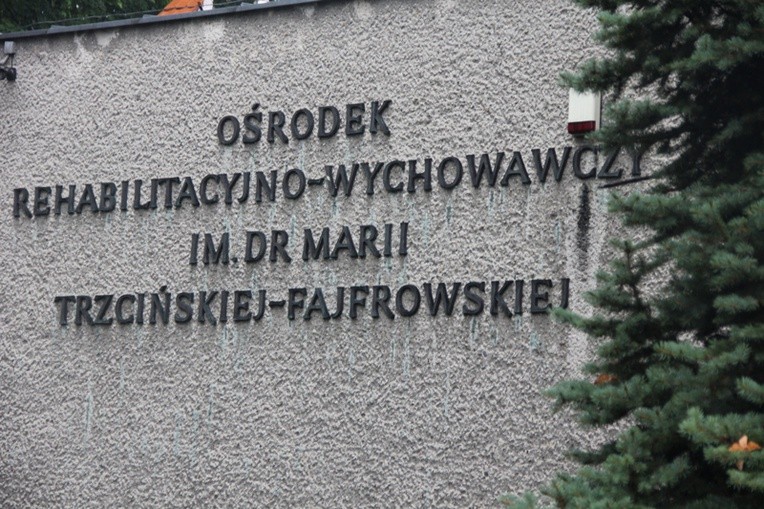 OŚRODEK
REHABILITACYJNO-WYCHOWAWCZY
IM. DR MARII
TRZCIŃSKIEJ-FAJFROWSKIEJ